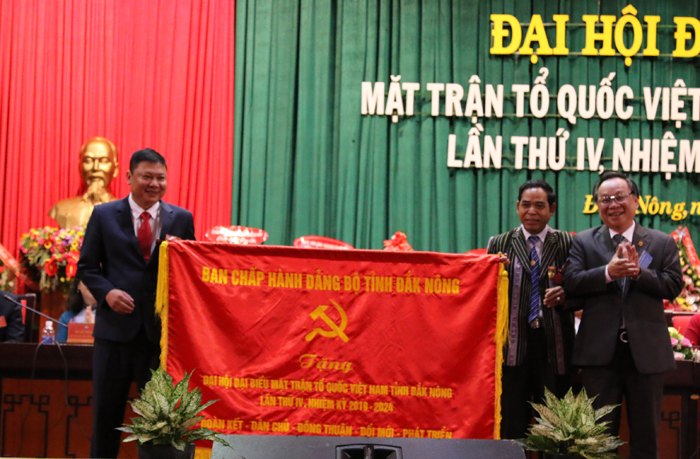 ĐẠI HỘI Đ
MẶT TRẬN TỔ QUỐC VIỆT
LẦN THỨ IV, NHIỆM
Nông,
BAN CHẤP HÀNH ĐẢNG BỘ TỈNH ĐẮK NÔNG
Tặng
ĐẠI HỘI ĐẠI BIỂU MẶT TRẬN TỔ QUỐC VIỆT NAM TỈNH ĐẮK NÔNG
LẦN THỨ IV, NHIỆM KỲ 2019 - 2024
ĐOÀN KẾT - DÂN CHỦ - ĐỒNG THUẬN - ĐỔI MỚI - PHÁT TRIỂN